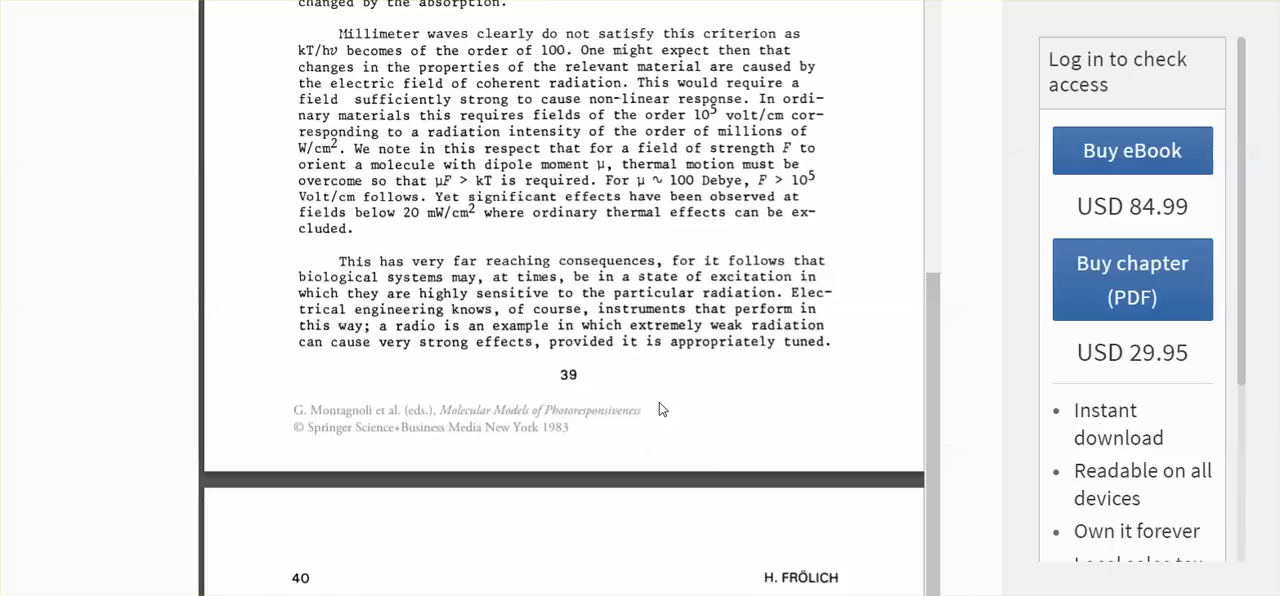 changed by the absorption.
Millimeter waves clearly do not satisfy this criterion as
kT/hν becomes of the order of 100. One might expect then that
changes in the properties of the relevant material are caused by
the electric field of coherent radiation. This would require a
field sufficiently strong to cause non-linear response. In ordi-
nary materials this requires fields of the order 10⁵ volt/cm cor-
responding to a radiation intensity of the order of millions of
W/cm². We note in this respect that for a field of strength F to
orient a molecule with dipole moment μ, thermal motion must be
overcome so that μF > kT is required. For μ ~ 100 Debye, F > 10⁵
Volt/cm follows. Yet significant effects have been observed at
fields below 20 mW/cm² where ordinary thermal effects can be ex-
cluded.
This has very far reaching consequences, for it follows that
biological systems may, at times, be in a state of excitation in
which they are highly sensitive to the particular radiation. Elec-
trical engineering knows, of course, instruments that perform in
this way; a radio is an example in which extremely weak radiation
can cause very strong effects, provided it is appropriately tuned.
39
G. Montagnoli et al. (eds.), Molecular Models of Photoresponsiveness
© Springer Science+Business Media New York 1983
40 H. FRÖLICH
Log in to check
access
Buy eBook
USD 84.99
Buy chapter
(PDF)
USD 29.95
• Instant
download
• Readable on all
devices
• Own it forever
• Local sales tax